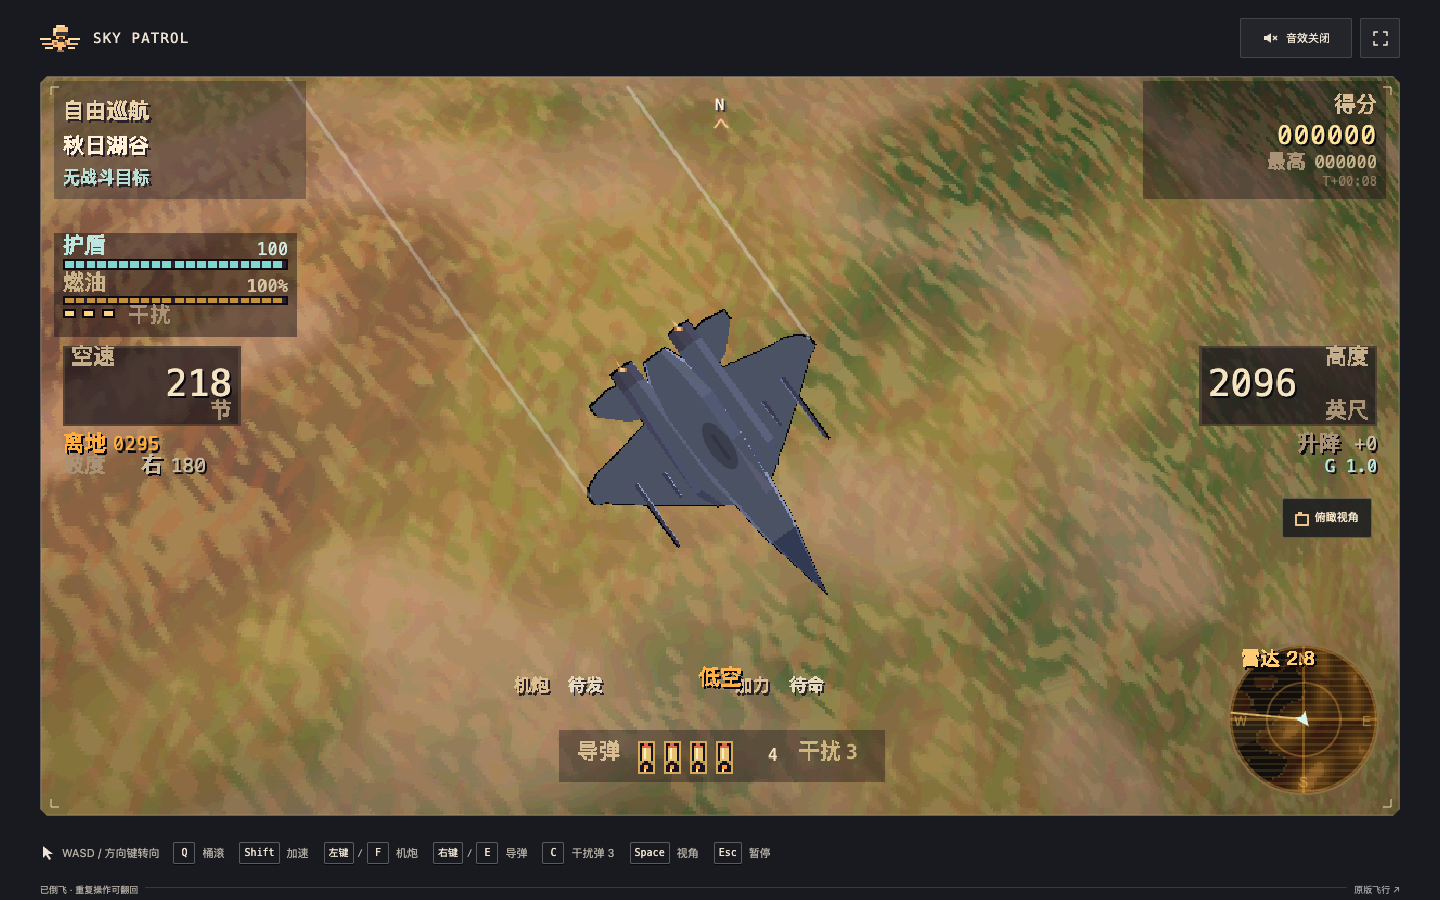 SKY PATROL
音效关闭
自由巡航
秋日湖谷
无战斗目标
N
得分
000000
最高 000000
T+00:08
护盾 100
燃油 100%
干扰
空速
218
节
离地 0295
坡度 右 180
高度
2096
英尺
升降 +0
G 1.0
俯瞰视角
雷达 2.8
W E
S
低空
机炮 待发 加力 待命
导弹 4 干扰 3
WASD / 方向键转向 Q 桶滚 Shift 加速 左键 / F 机炮 右键 / E 导弹 C 干扰弹 3 Space 视角 Esc 暂停
已倒飞 · 重复操作可翻回
原版飞行 ↗